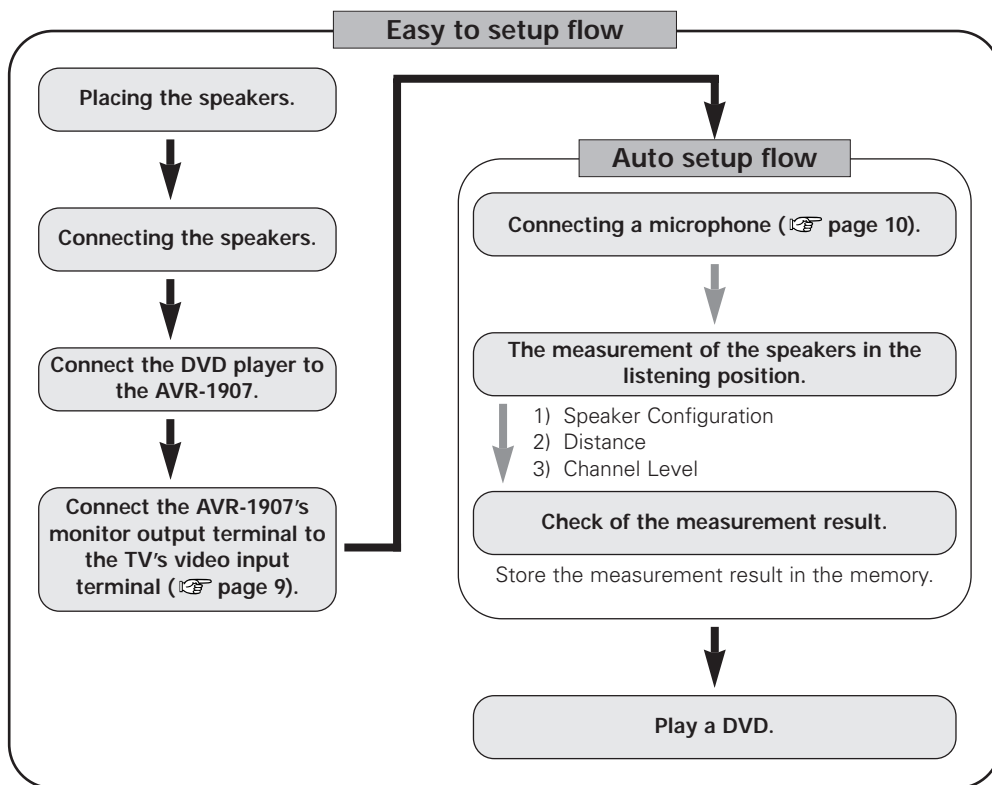 Easy to setup flow
Placing the speakers.
Connecting the speakers.
Connect the DVD player to
the AVR-1907.
Connect the AVR-1907's
monitor output terminal to
the TV's video input
terminal (☞ page 9).
Auto setup flow
Connecting a microphone (☞ page 10).
The measurement of the speakers in the
listening position.
1) Speaker Configuration
2) Distance
3) Channel Level
Check of the measurement result.
Store the measurement result in the memory.
Play a DVD.